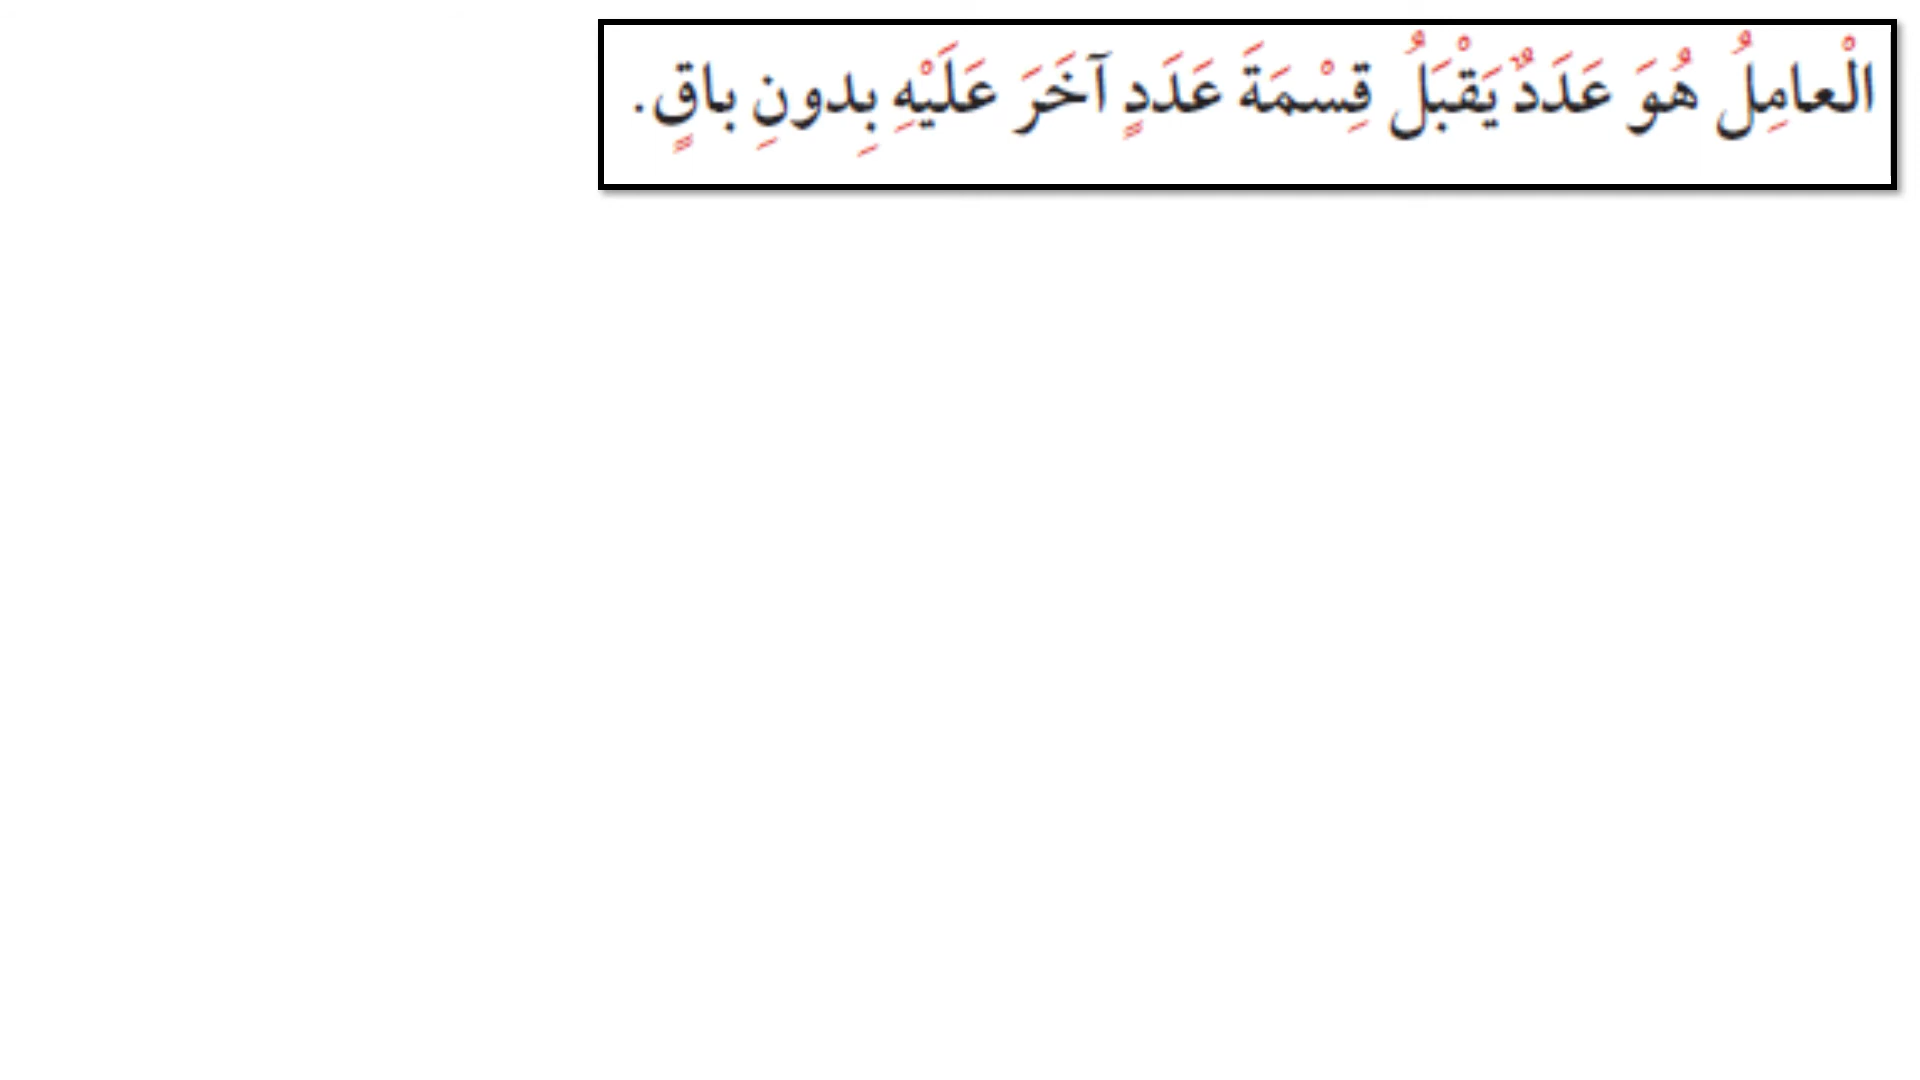 الْعامِلُ هُوَ عَدَدٌ يَقْبَلُ قِسْمَةَ عَدَدٍ آخَرَ عَلَيْهِ بِدونِ باقٍ.